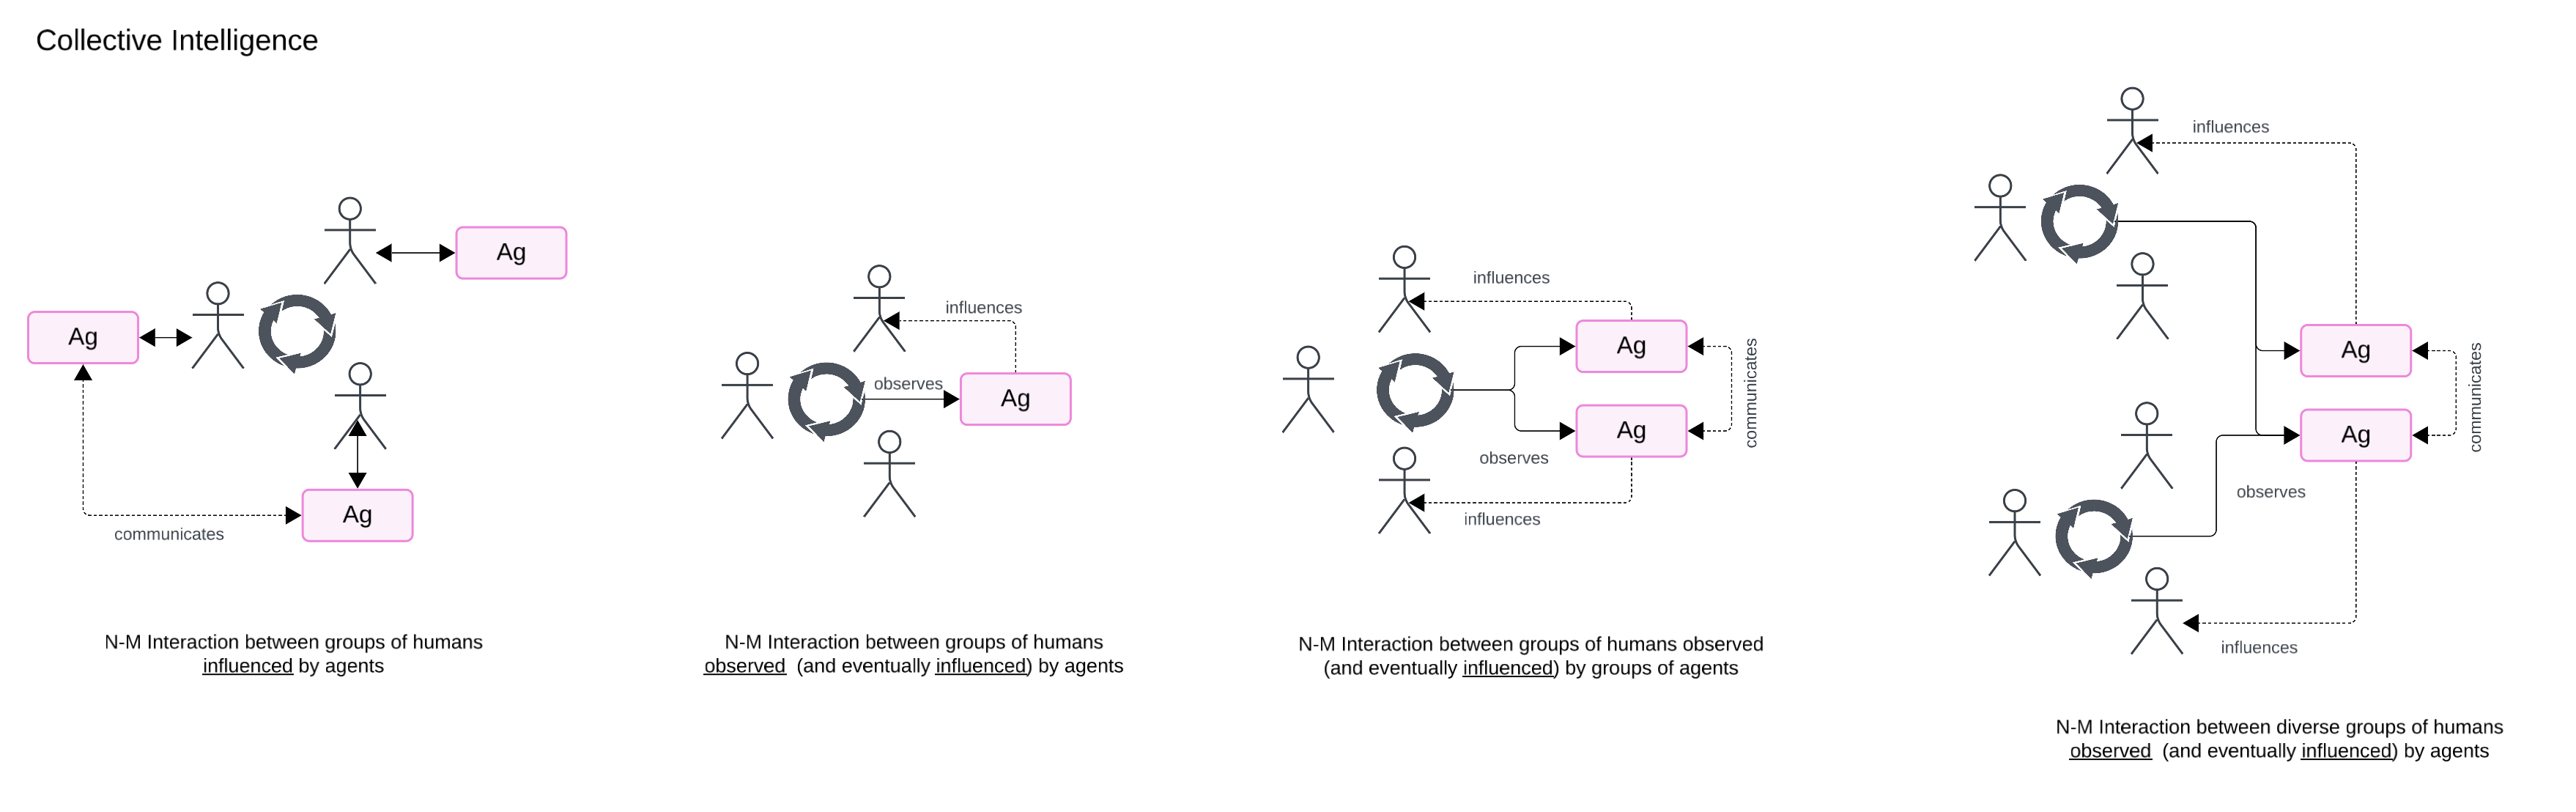 Collective Intelligence
Ag
Ag
Ag
communicates
N-M Interaction between groups of humans
influenced by agents
influences
observes
Ag
N-M Interaction between groups of humans
observed (and eventually influenced) by agents
influences
Ag
Ag
communicates
observes
influences
N-M Interaction between groups of humans observed
(and eventually influenced) by groups of agents
influences
Ag
Ag
communicates
observes
influences
N-M Interaction between diverse groups of humans
observed (and eventually influenced) by agents